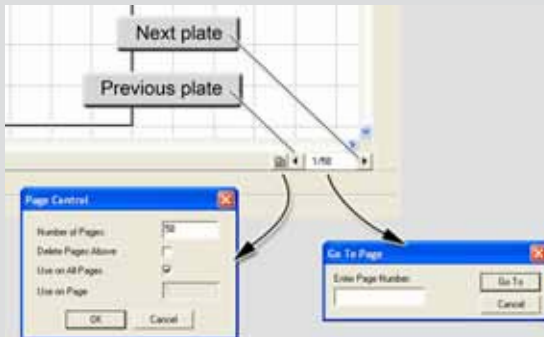 Next plate
Previous plate
1/50
Page Control
Number of Pages: 50
Delete Pages Above
Use on All Pages
Use on Page
OK Cancel
Go To Page
Enter Page Number:
Go To
Cancel